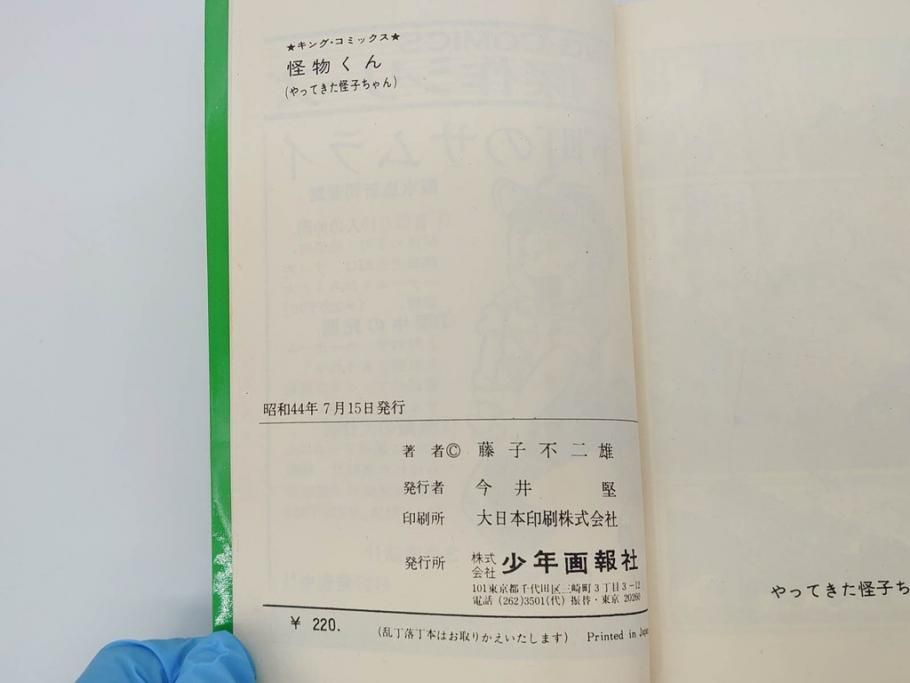 ★キング・コミックス★
怪物くん
(やってきた怪子ちゃん)
昭和44年7月15日発行
著者© 藤子不二雄
発行者 今井堅
印刷所 大日本印刷株式会社
発行所 株式会社 少年画報社
101東京都千代田区三崎町3丁目3-12
電話(262)3501(代)振替・東京20260
¥220.
(乱丁落丁本はお取りかえいたします) Printed in Japa
やってきた怪子ち